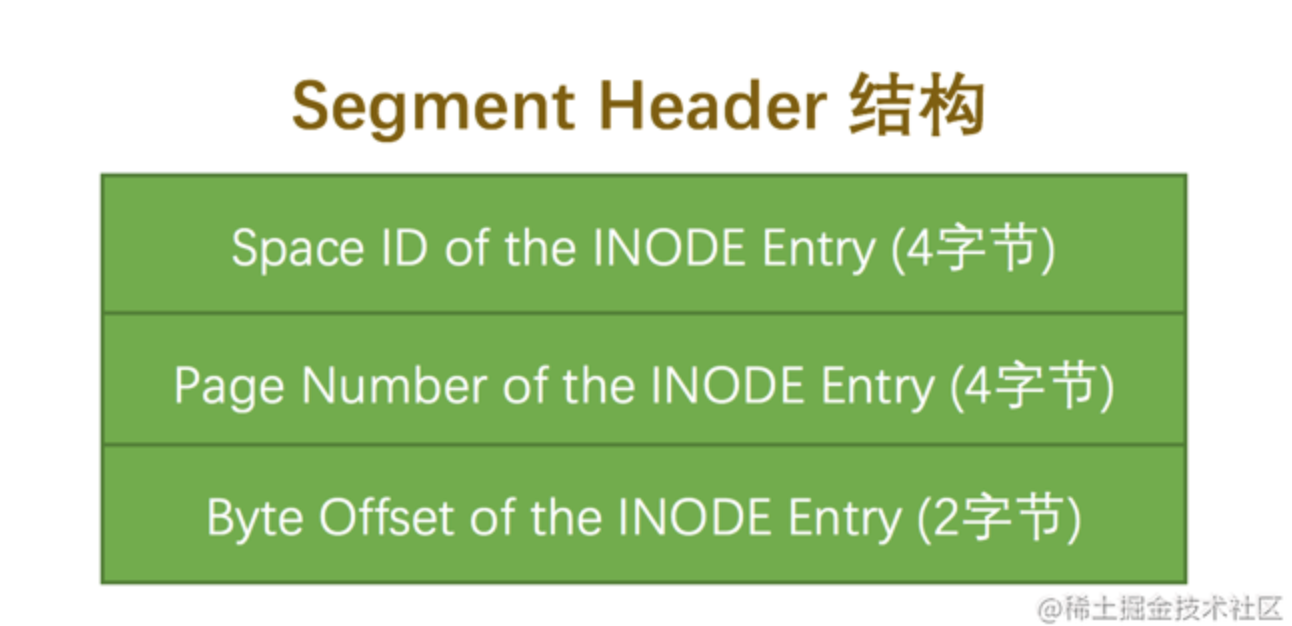 Segment Header 结构
Space ID of the INODE Entry (4字节)
Page Number of the INODE Entry (4字节)
Byte Offset of the INODE Entry (2字节)
@稀土掘金技术社区